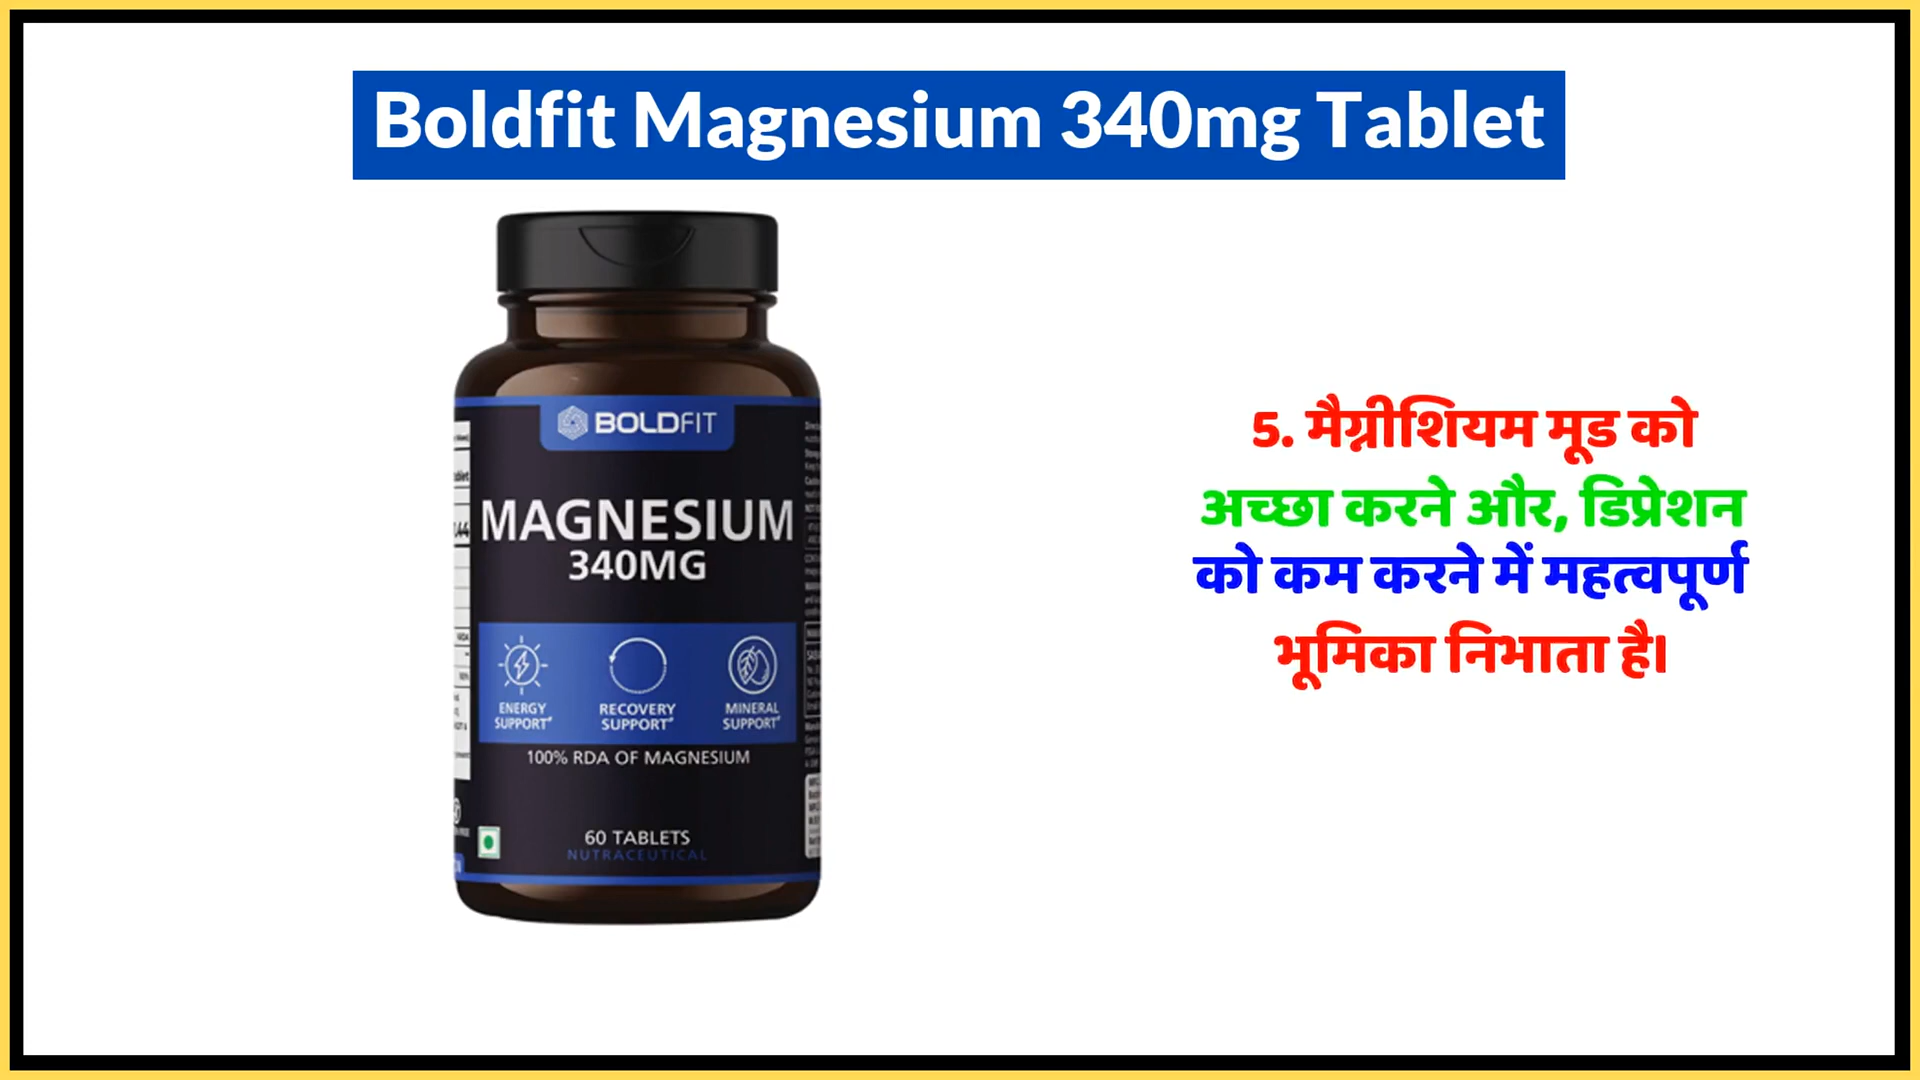 Boldfit Magnesium 340mg Tablet
BOLDFIT
MAGNESIUM
340MG
ENERGY
SUPPORT#
RECOVERY
SUPPORT#
MINERAL
SUPPORT#
100% RDA OF MAGNESIUM
60 TABLETS
NUTRACEUTICAL
5. मैग्नीशियम मूड को
अच्छा करने और, डिप्रेशन
को कम करने में महत्वपूर्ण
भूमिका निभाता है।